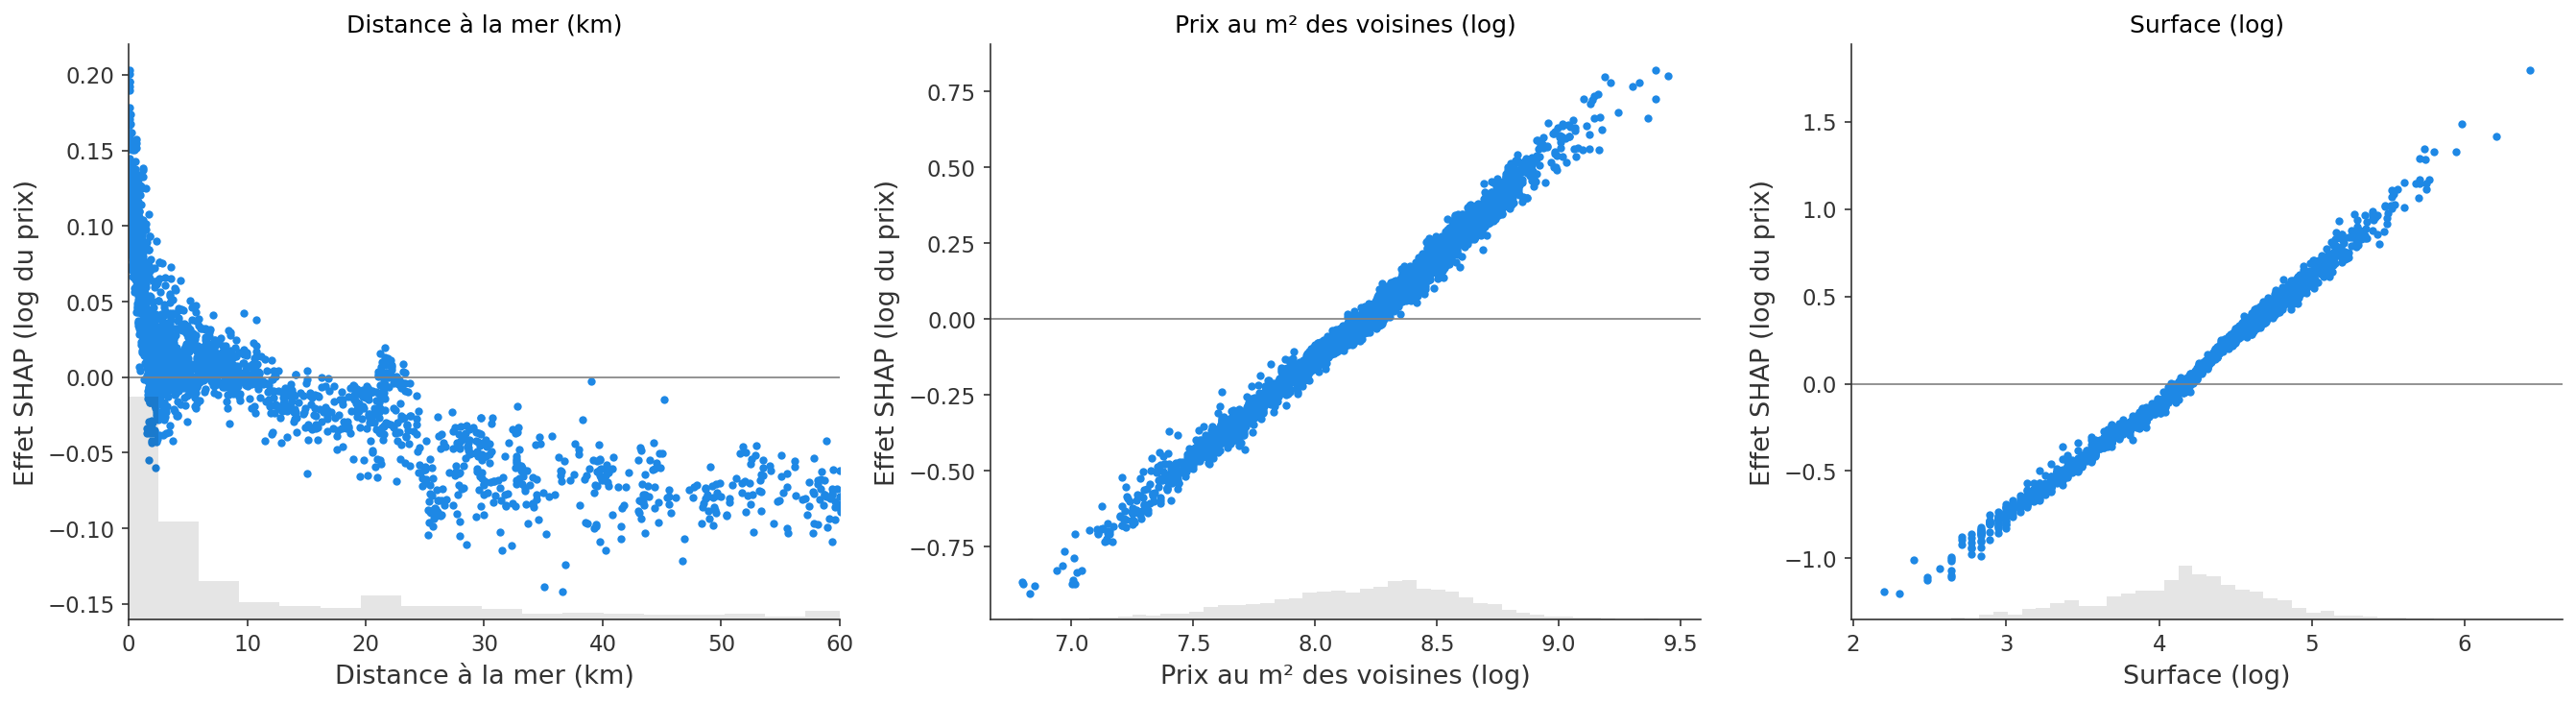 Distance à la mer (km)
Effet SHAP (log du prix)
0.20
0.15
0.10
0.05
0.00
−0.05
−0.10
−0.15
0 10 20 30 40 50 60
Distance à la mer (km)
Prix au m² des voisines (log)
Effet SHAP (log du prix)
0.75
0.50
0.25
0.00
−0.25
−0.50
−0.75
7.0 7.5 8.0 8.5 9.0 9.5
Prix au m² des voisines (log)
Surface (log)
Effet SHAP (log du prix)
1.5
1.0
0.5
0.0
−0.5
−1.0
2 3 4 5 6
Surface (log)